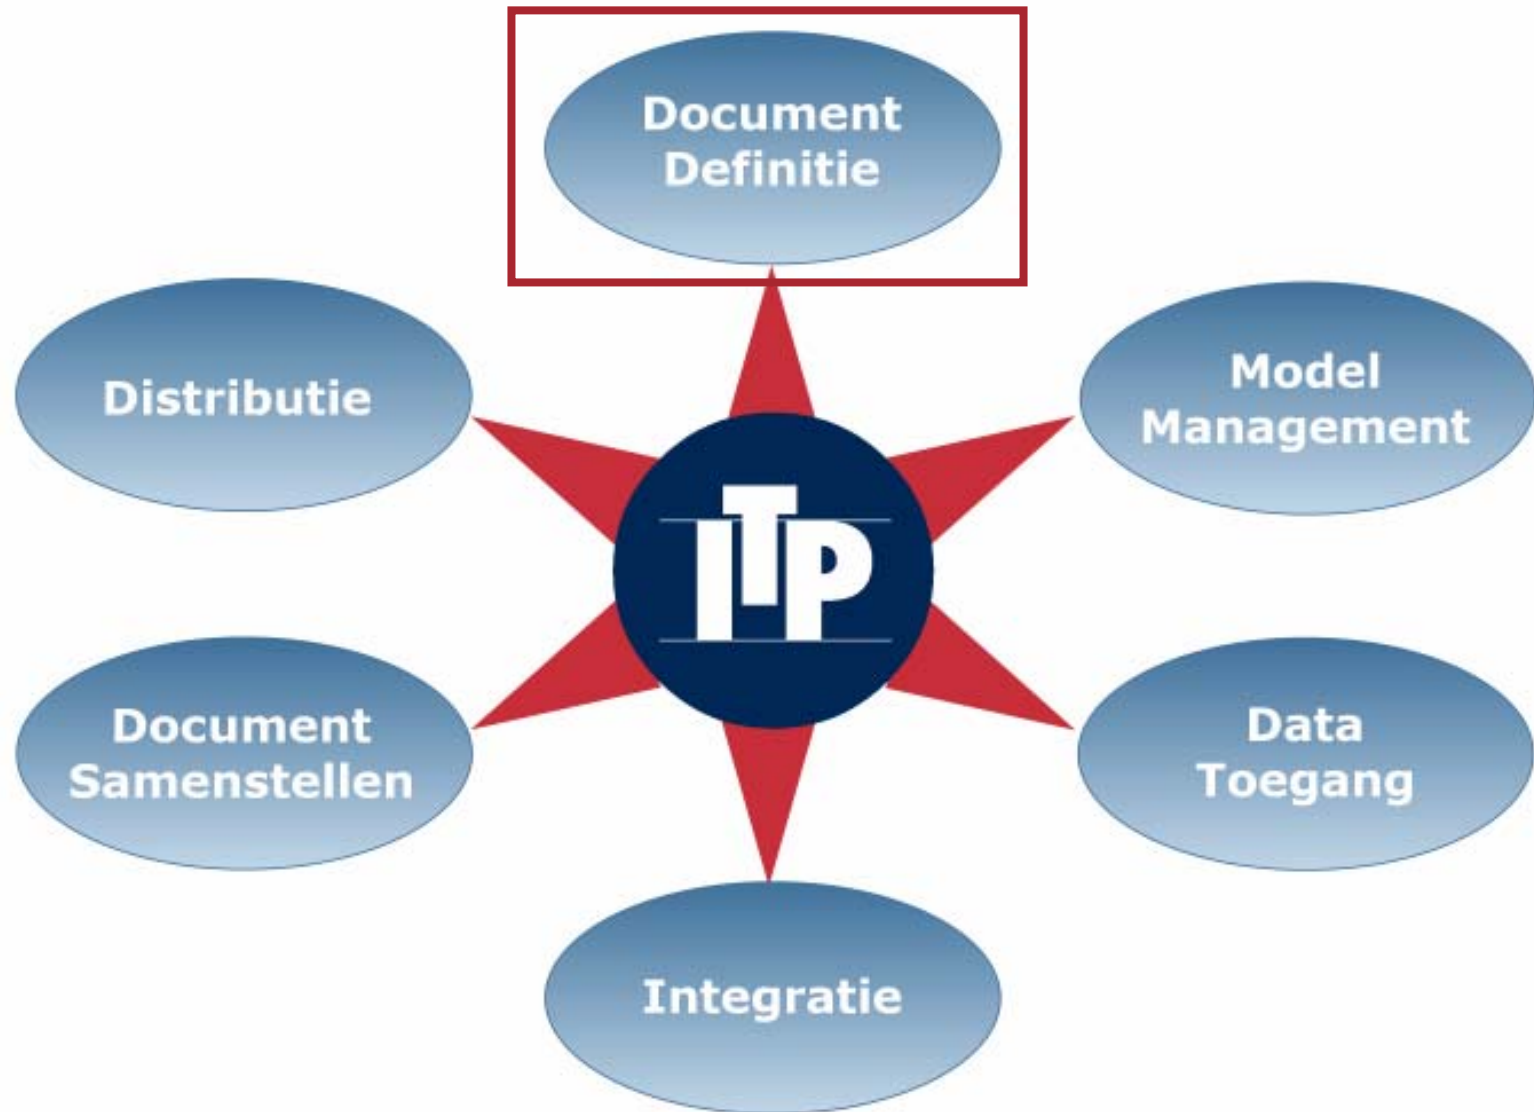 Document
Definitie
Distributie
Model
Management
ITP
Document
Samenstellen
Data
Toegang
Integratie